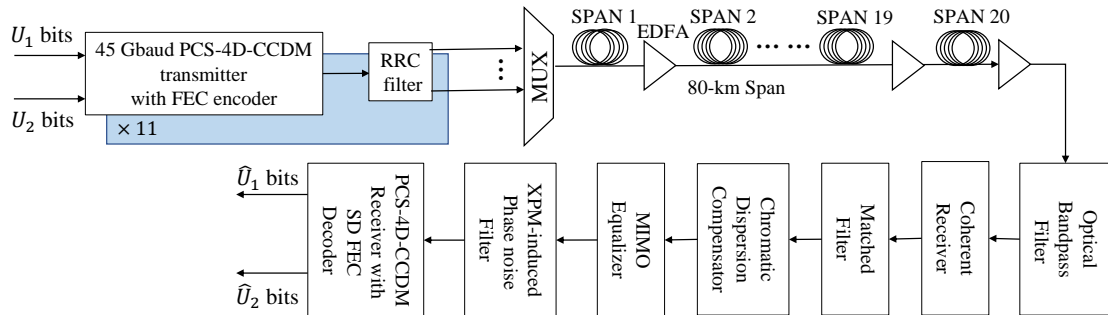 U₁ bits
U₂ bits
45 Gbaud PCS-4D-CCDM
transmitter
with FEC encoder
× 11
RRC
filter
MUX
SPAN 1
EDFA
SPAN 2
80-km Span
SPAN 19
SPAN 20
Optical
Bandpass
Filter
Coherent
Receiver
Matched
Filter
Chromatic
Dispersion
Compensator
MIMO
Equalizer
XPM-induced
Phase noise
Filter
PCS-4D-CCDM
Receiver with
SD FEC
Decoder
Û₁ bits
Û₂ bits